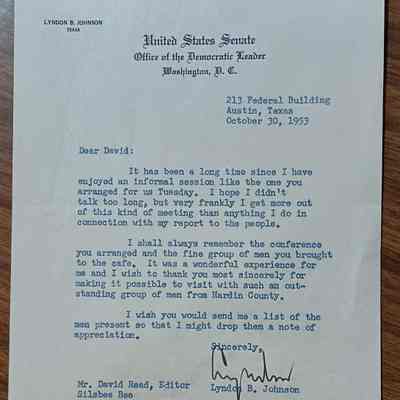 LYNDON B. JOHNSON
TEXAS
United States Senate
Office of the Democratic Leader
Washington, D. C.
213 Federal Building
Austin, Texas
October 30, 1953
Dear David:
It has been a long time since I have
enjoyed an informal session like the one you
arranged for us Tuesday. I hope I didn't
talk too long, but very frankly I get more out
of this kind of meeting than anything I do in
connection with my report to the people.
I shall always remember the conference
you arranged and the fine group of men you brought
to the cafe. It was a wonderful experience for
me and I wish to thank you most sincerely for
making it possible to visit with such an out-
standing group of men from Hardin County.
I wish you would send me a list of the
men present so that I might drop them a note of
appreciation.
Sincerely,
Lyndon
Lyndon B. Johnson
Mr. David Read, Editor
Silsbee Bee